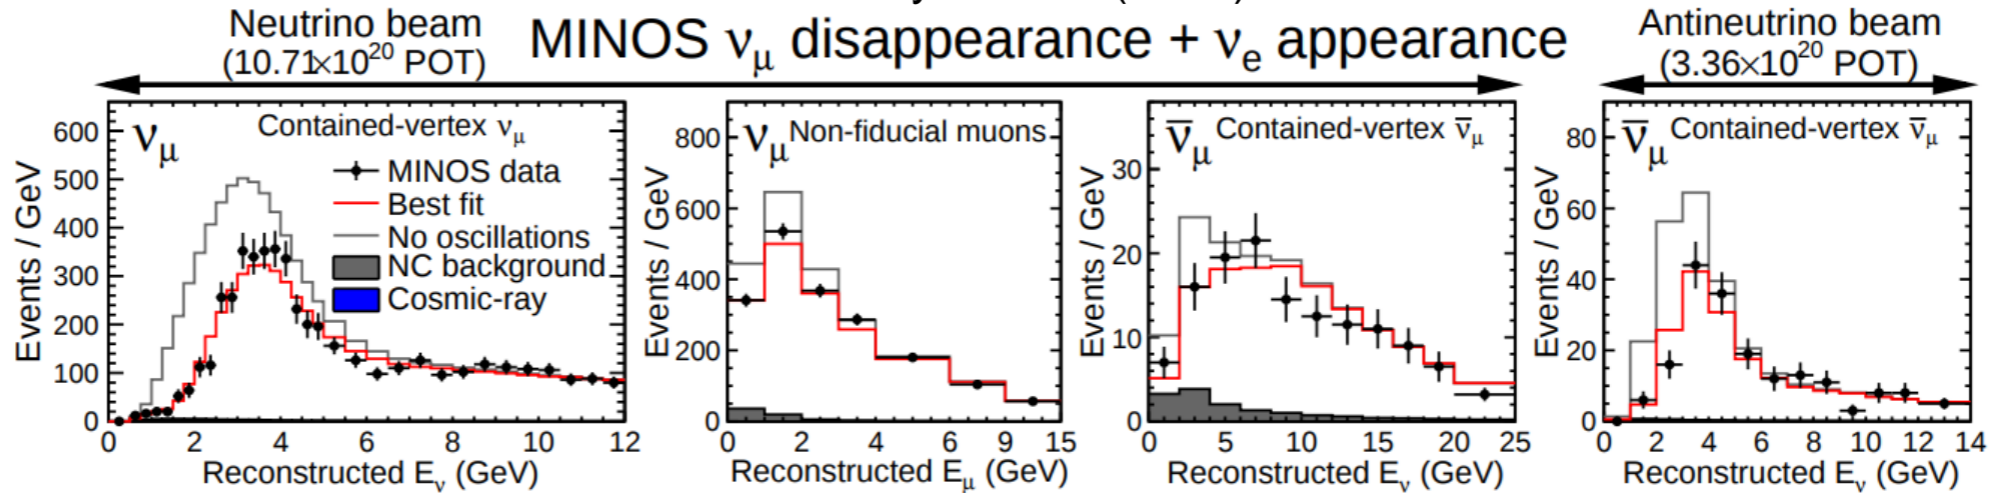 Neutrino beam
(10.71×10²⁰ POT)
MINOS νμ disappearance + νe appearance
Antineutrino beam
(3.36×10²⁰ POT)
Events / GeV
600
500
400
300
200
100
0
νμ
Contained-vertex νμ
MINOS data
Best fit
No oscillations
NC background
Cosmic-ray
0 2 4 6 8 10 12
Reconstructed Eν (GeV)
Events / GeV
800
600
400
200
0
νμ Non-fiducial muons
0 2 4 6 9 15
Reconstructed Eμ (GeV)
Events / GeV
30
20
10
0
ν̅μ Contained-vertex ν̅μ
0 5 10 15 20 25
Reconstructed Eν (GeV)
Events / GeV
80
60
40
20
0
ν̅μ Contained-vertex ν̅μ
0 2 4 6 8 10 12 14
Reconstructed Eν (GeV)